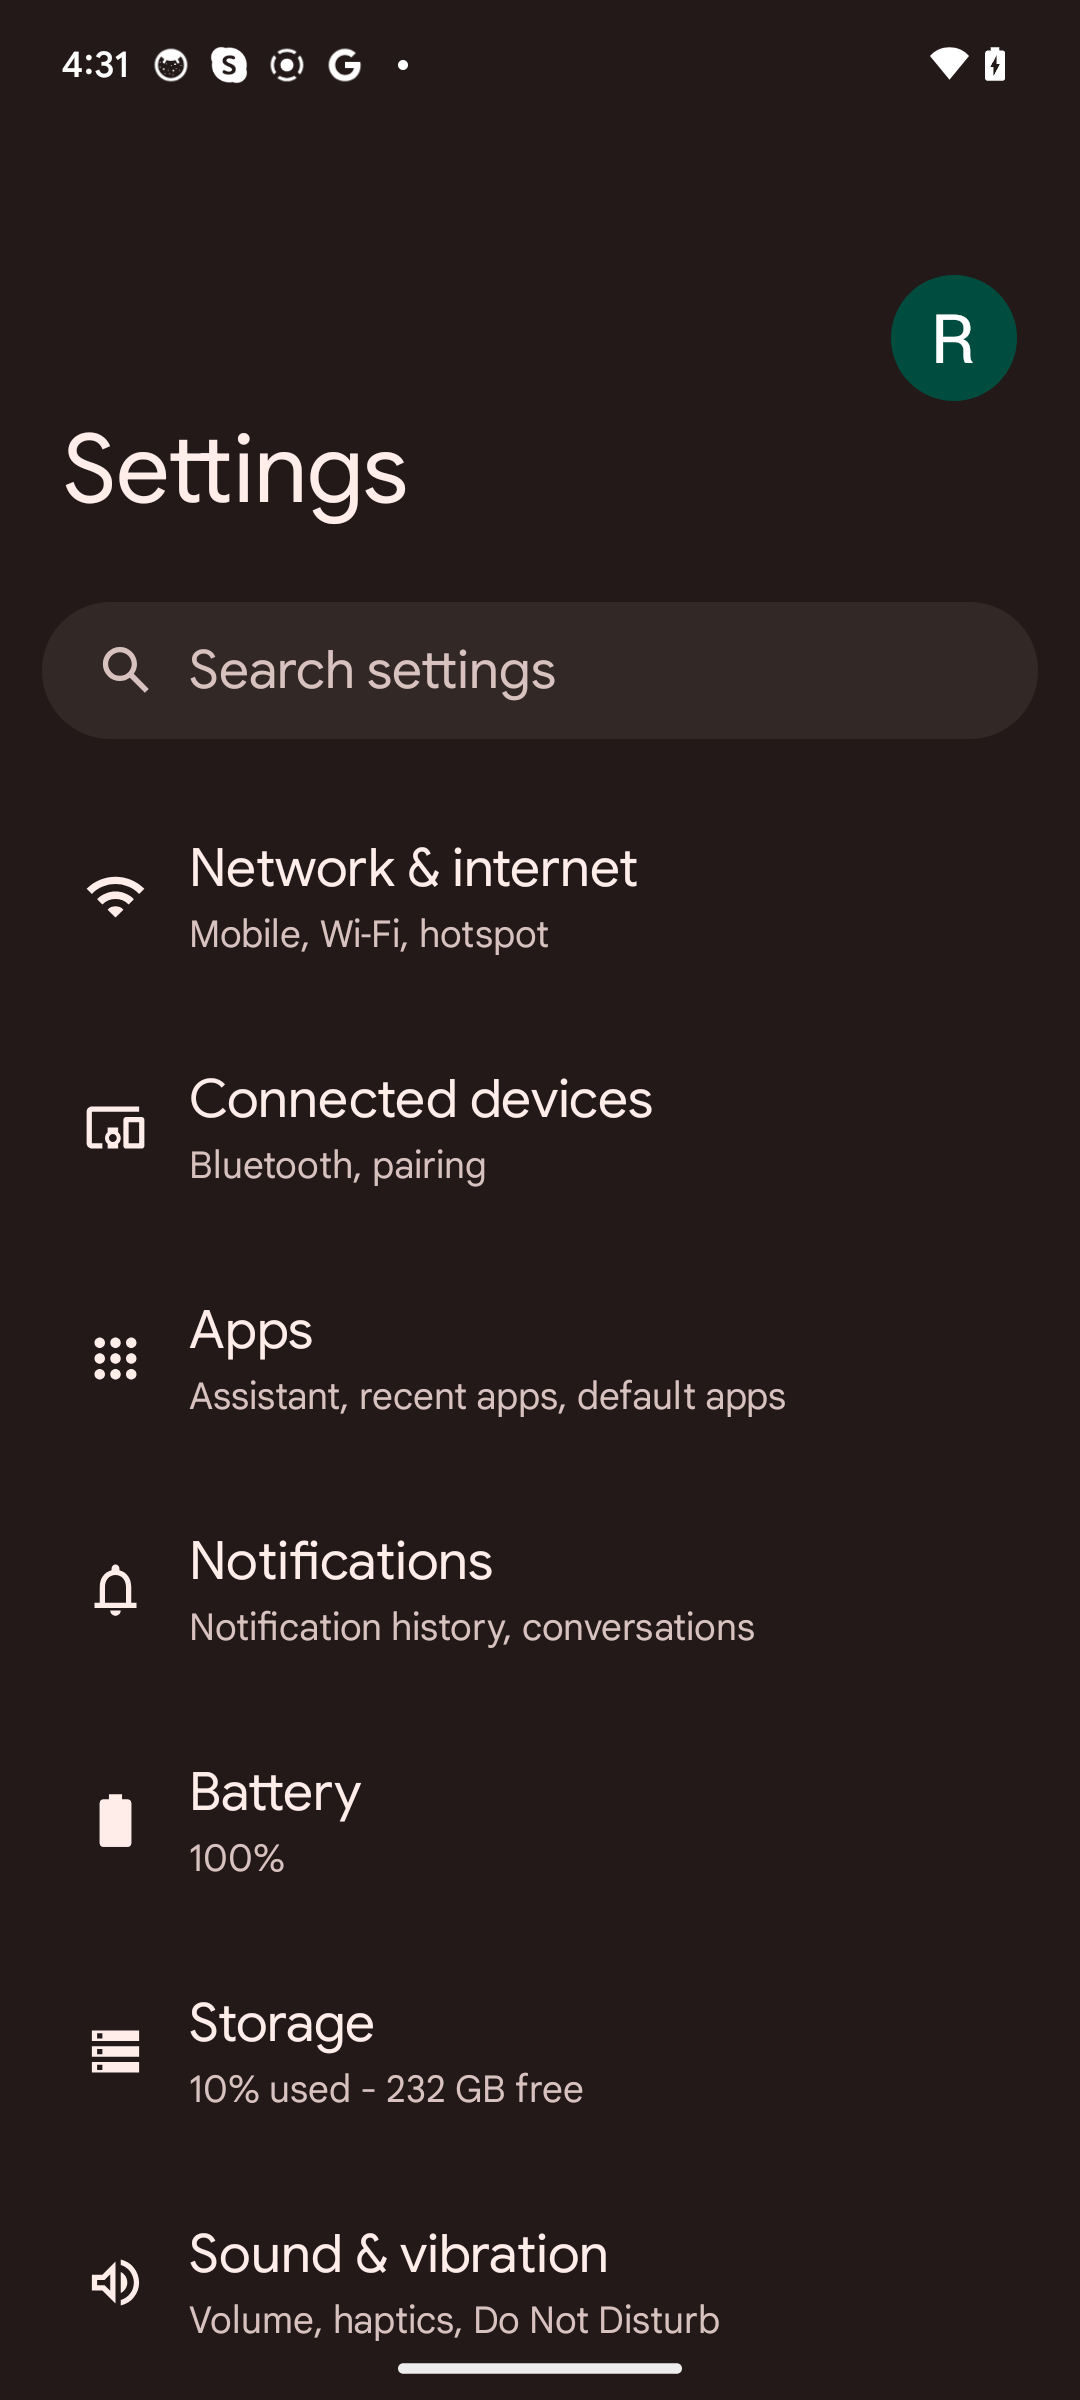 4:31
R
Settings
Search settings
Network & internet
Mobile, Wi-Fi, hotspot
Connected devices
Bluetooth, pairing
Apps
Assistant, recent apps, default apps
Notifications
Notification history, conversations
Battery
100%
Storage
10% used - 232 GB free
Sound & vibration
Volume, haptics, Do Not Disturb